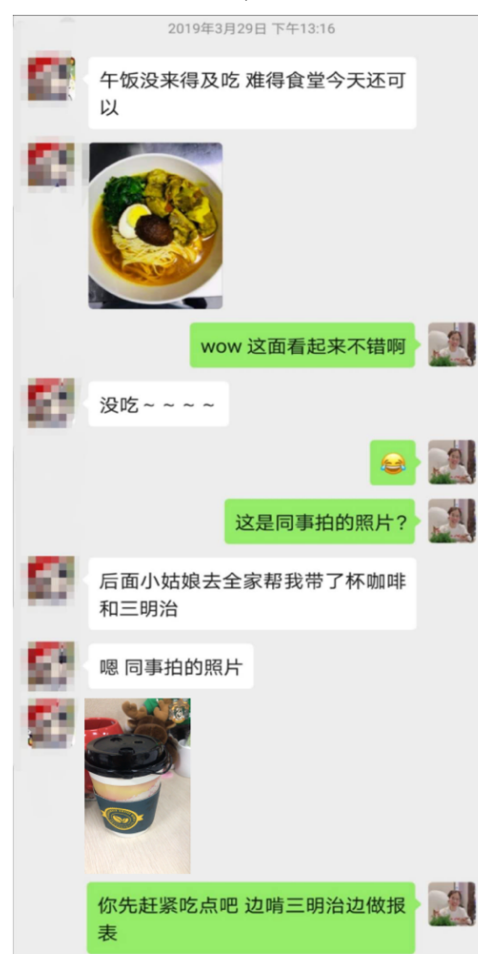 2019年3月29日 下午13:16
午饭没来得及吃 难得食堂今天还可
以
wow 这面看起来不错啊
没吃~ ~ ~ ~
这是同事拍的照片?
后面小姑娘去全家帮我带了杯咖啡
和三明治
嗯 同事拍的照片
你先赶紧吃点吧 边啃三明治边做报
表